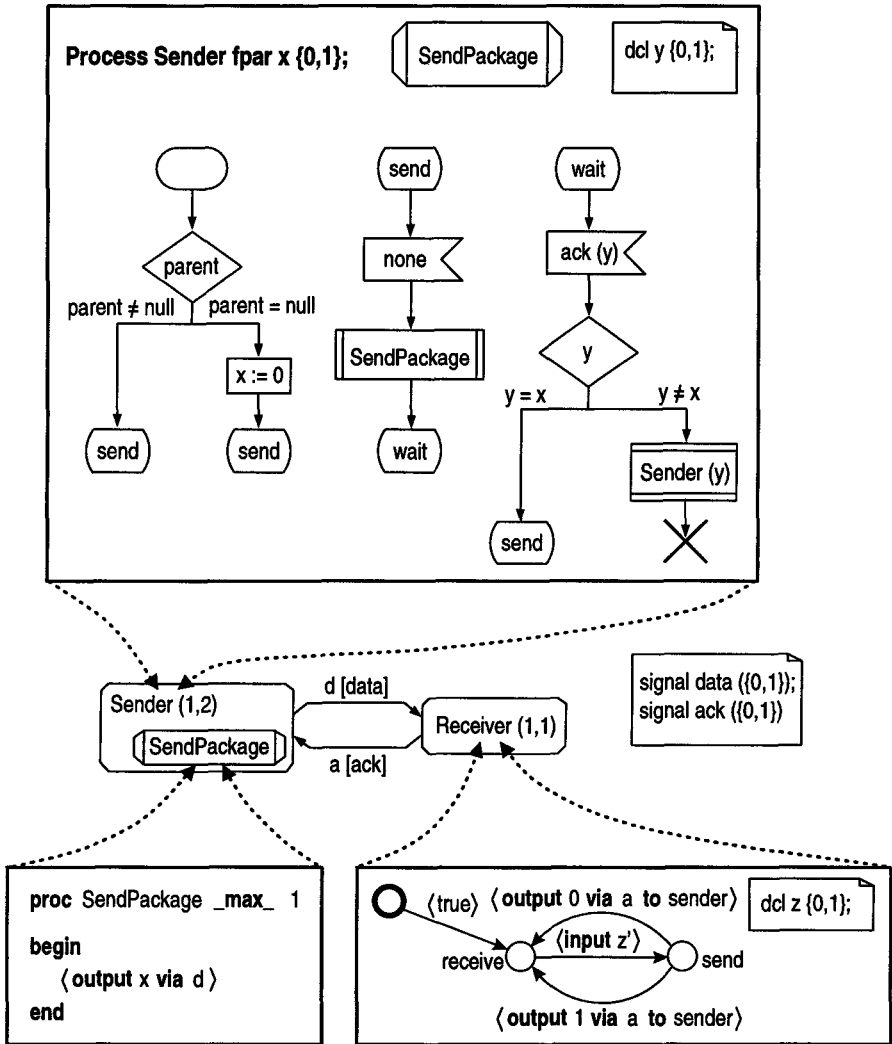 Process Sender fpar x {0,1};
SendPackage
dcl y {0,1};
send
wait
parent
none
ack (y)
parent ≠ null
parent = null
SendPackage
y
x := 0
y = x
y ≠ x
send
send
wait
Sender (y)
send
Sender (1,2)
SendPackage
d [data]
a [ack]
Receiver (1,1)
signal data ({0,1});
signal ack ({0,1})
proc SendPackage _max_ 1
begin
⟨output x via d⟩
end
⟨true⟩
⟨output 0 via a to sender⟩
dcl z {0,1};
⟨input z'⟩
receive
send
⟨output 1 via a to sender⟩